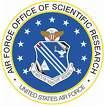 AIR FORCE OFFICE OF SCIENTIFIC RESEARCH
UNITED STATES AIR FORCE